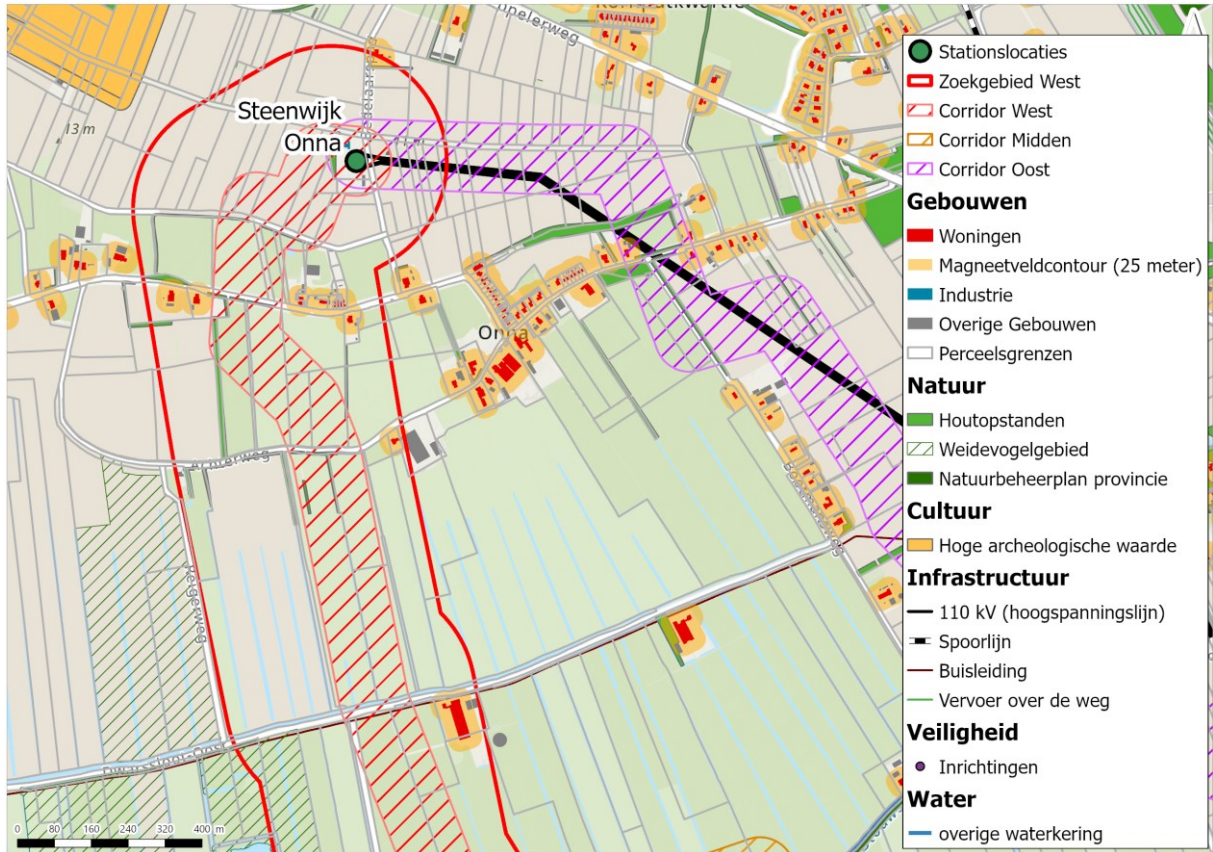 ppelerweg
Stationslocaties
Zoekgebied West
Corridor West
Corridor Midden
Corridor Oost
Gebouwen
Woningen
Magneetveldcontour (25 meter)
Industrie
Overige Gebouwen
Perceelsgrenzen
Natuur
Houtopstanden
Weidevogelgebied
Natuurbeheerplan provincie
Cultuur
Hoge archeologische waarde
Infrastructuur
110 kV (hoogspanningslijn)
Spoorlijn
Buisleiding
Vervoer over de weg
Veiligheid
Inrichtingen
Water
overige waterkering
13 m
Steenwijk
Onna
Onna
Reigerweg
0 80 160 240 320 400 m